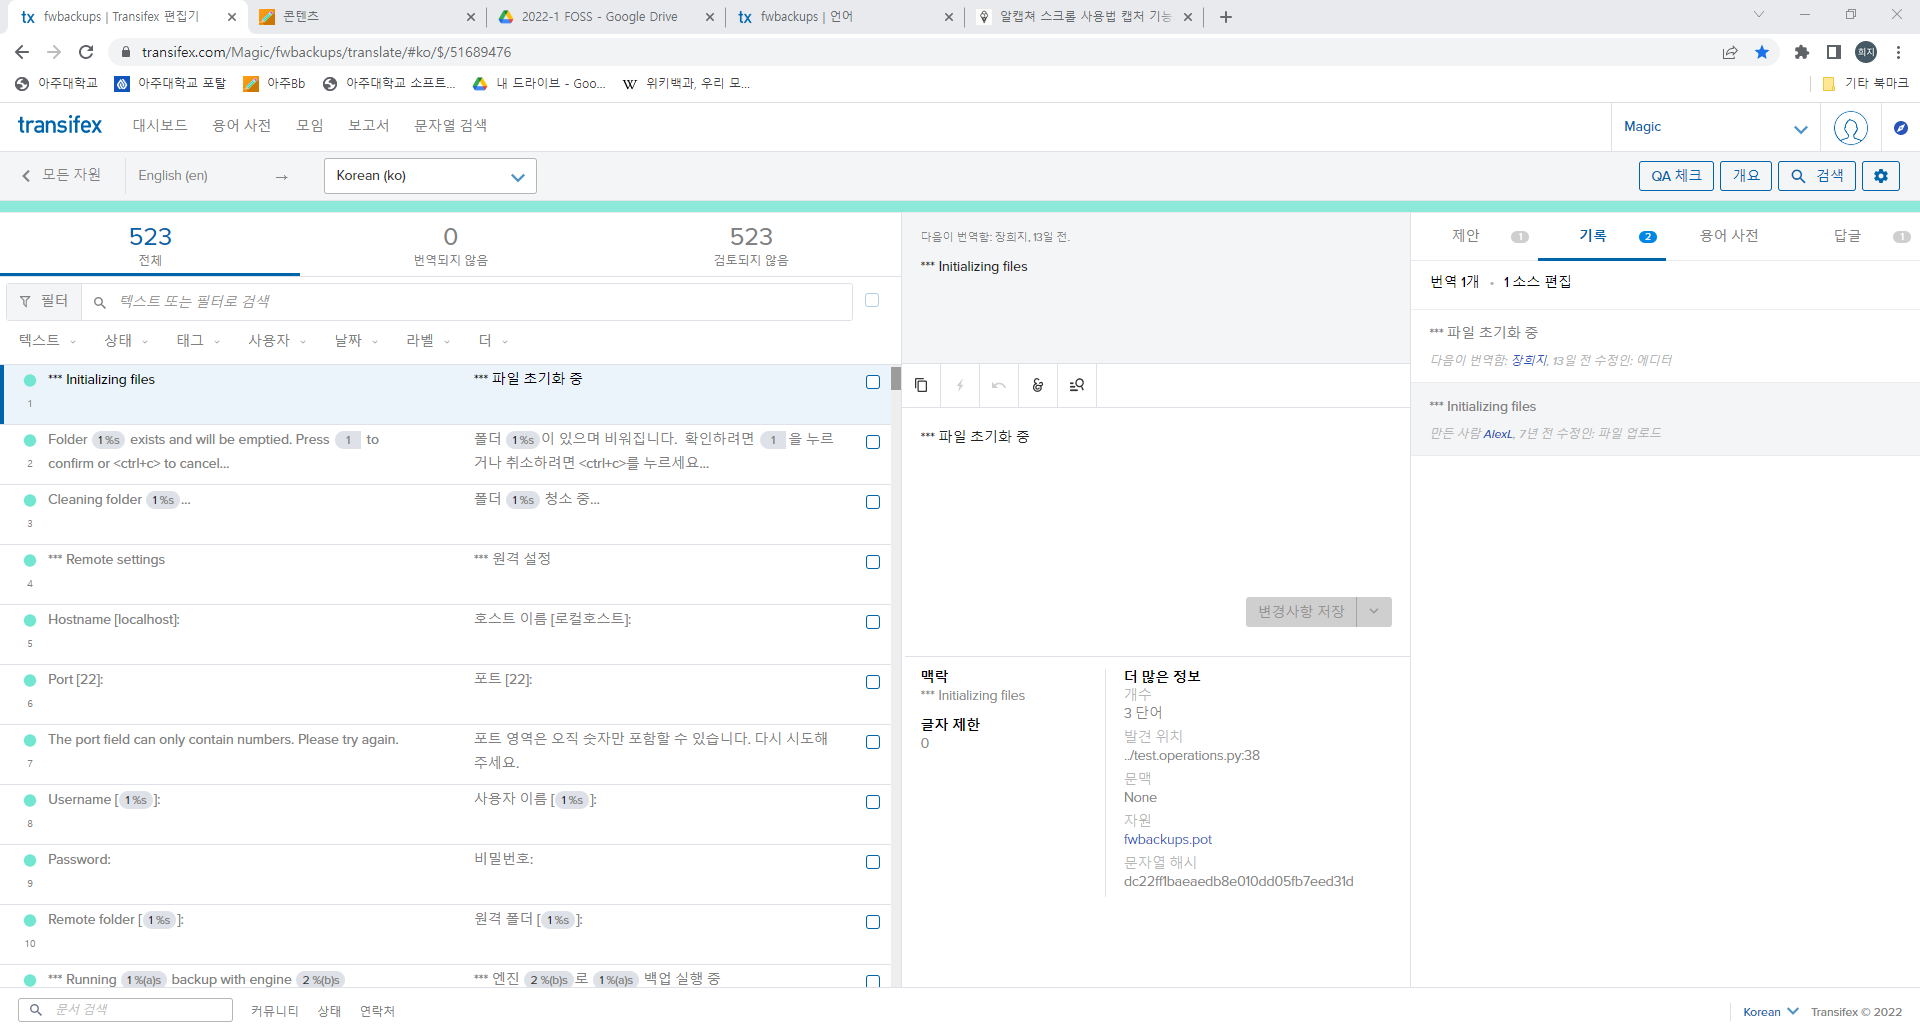 fwbackups | Transifex 편집기
콘텐츠
2022-1 FOSS - Google Drive
fwbackups | 언어
알캡쳐 스크롤 사용법 캡처 기능
transifex.com/Magic/fwbackups/translate/#ko/$/51689476
희지
아주대학교
아주대학교 포탈
아주Bb
아주대학교 소프트...
내 드라이브 - Goo...
위키백과, 우리 모...
기타 북마크
transifex
대시보드
용어 사전
모임
보고서
문자열 검색
Magic
모든 자원
English (en)
→
Korean (ko)
QA 체크
개요
검색
523
전체
0
번역되지 않음
523
검토되지 않음
필터
텍스트 또는 필터로 검색
텍스트
상태
태그
사용자
날짜
라벨
더
*** Initializing files
*** 파일 초기화 중
1
Folder 1%s exists and will be emptied. Press 1 to
confirm or <ctrl+c> to cancel...
폴더 1%s이 있으며 비워집니다. 확인하려면 1 을 누르
거나 취소하려면 <ctrl+c>를 누르세요...
2
Cleaning folder 1%s...
폴더 1%s 청소 중...
3
*** Remote settings
*** 원격 설정
4
Hostname [localhost]:
호스트 이름 [로컬호스트]:
5
Port [22]:
포트 [22]:
6
The port field can only contain numbers. Please try again.
포트 영역은 오직 숫자만 포함할 수 있습니다. 다시 시도해
주세요.
7
Username [1%s]:
사용자 이름 [1%s]:
8
Password:
비밀번호:
9
Remote folder [1%s]:
원격 폴더 [1%s]:
10
*** Running 1%(a)s backup with engine 2%(b)s
*** 엔진 2%(b)s로 1%(a)s 백업 실행 중
다음이 번역함: 장희지, 13일 전.
*** Initializing files
*** 파일 초기화 중
변경사항 저장
맥락
*** Initializing files
글자 제한
0
더 많은 정보
개수
3 단어
발견 위치
../test.operations.py:38
문맥
None
자원
fwbackups.pot
문자열 해시
dc22ff1baeaedb8e010dd05fb7eed31d
제안 1
기록 2
용어 사전
답글 1
번역 1개 • 1 소스 편집
*** 파일 초기화 중
다음이 번역함: 장희지, 13일 전 수정인: 에디터
*** Initializing files
만든 사람 AlexL, 7년 전 수정인: 파일 업로드
문서 검색
커뮤니티
상태
연락처
Korean
Transifex © 2022